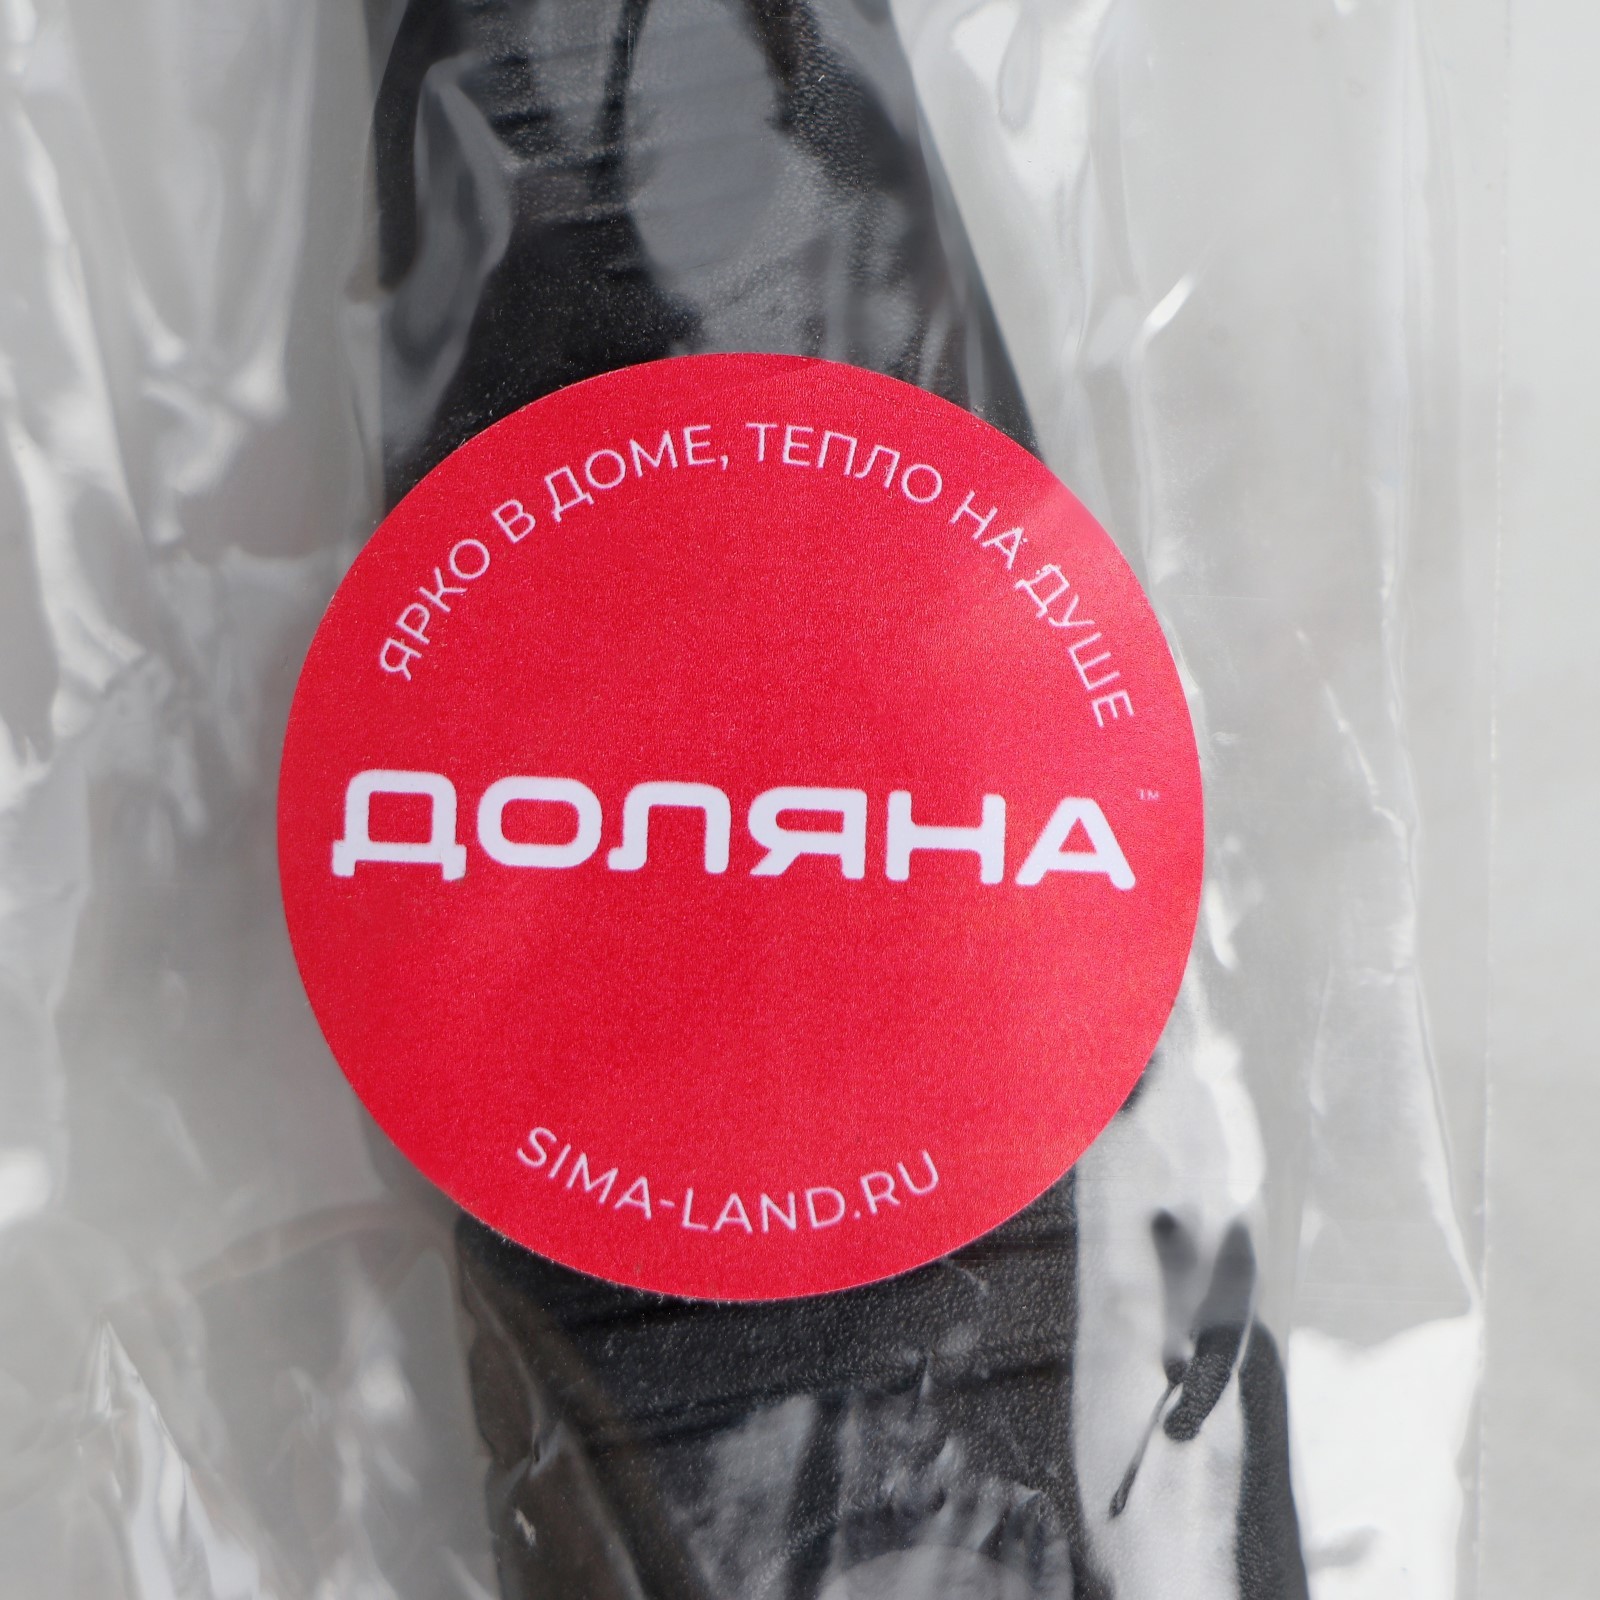 ЯРКО В ДОМЕ, ТЕПЛО НА ДУШЕ
ДОЛЯНА™
SIMA-LAND.RU